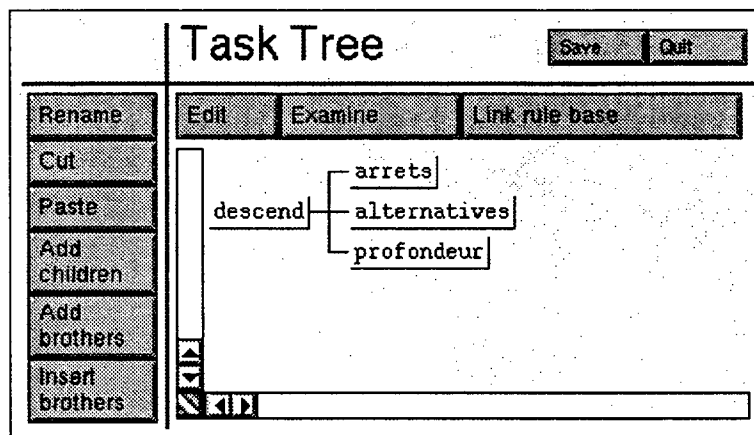 Task Tree
Save Quit
Rename
Edit Examine Link rule base
Cut
Paste
Add
children
Add
brothers
Insert
brothers
arrets
descend alternatives
profondeur